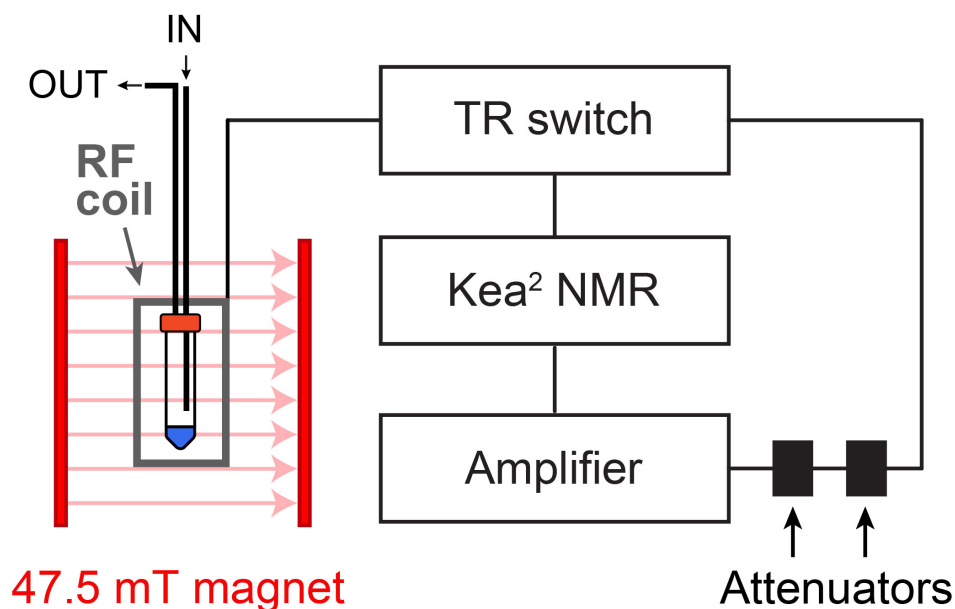 IN
OUT
RF
coil
TR switch
Kea² NMR
Amplifier
47.5 mT magnet
Attenuators